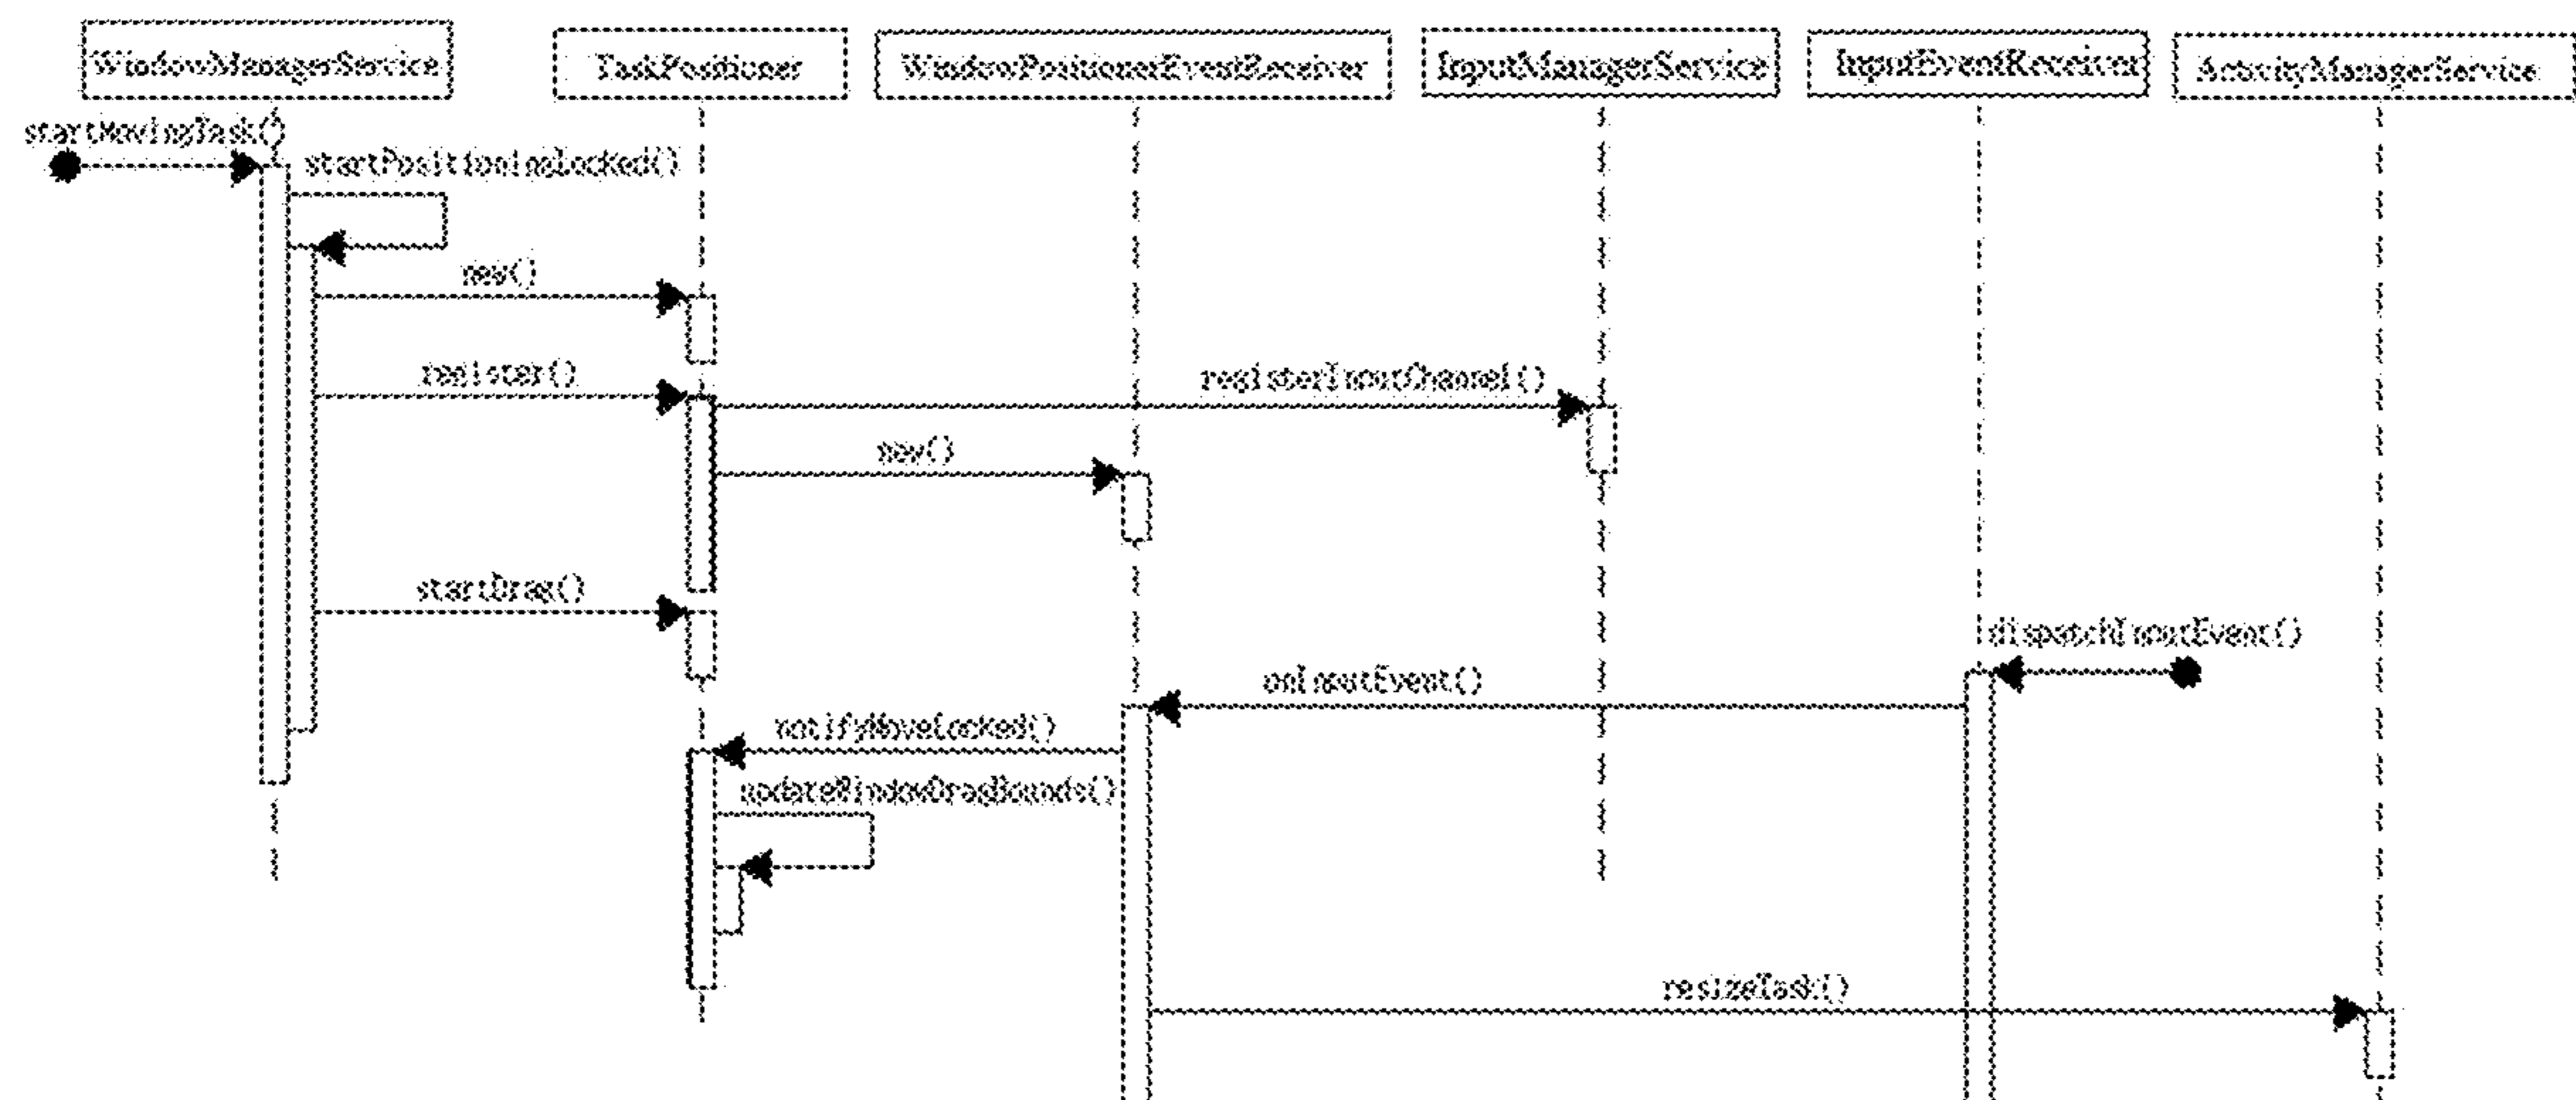 WindowManagerService
TaskPositioner
WindowPositionerEventReceiver
InputManagerService
InputEventReceiver
ActivityManagerService
startMovingTask()
startPositioningLocked()
new()
register()
registerInputChannel()
new()
startDrag()
dispatchInputEvent()
onInputEvent()
notifyMoveLocked()
updateWindowDragBounds()
resizeTask()